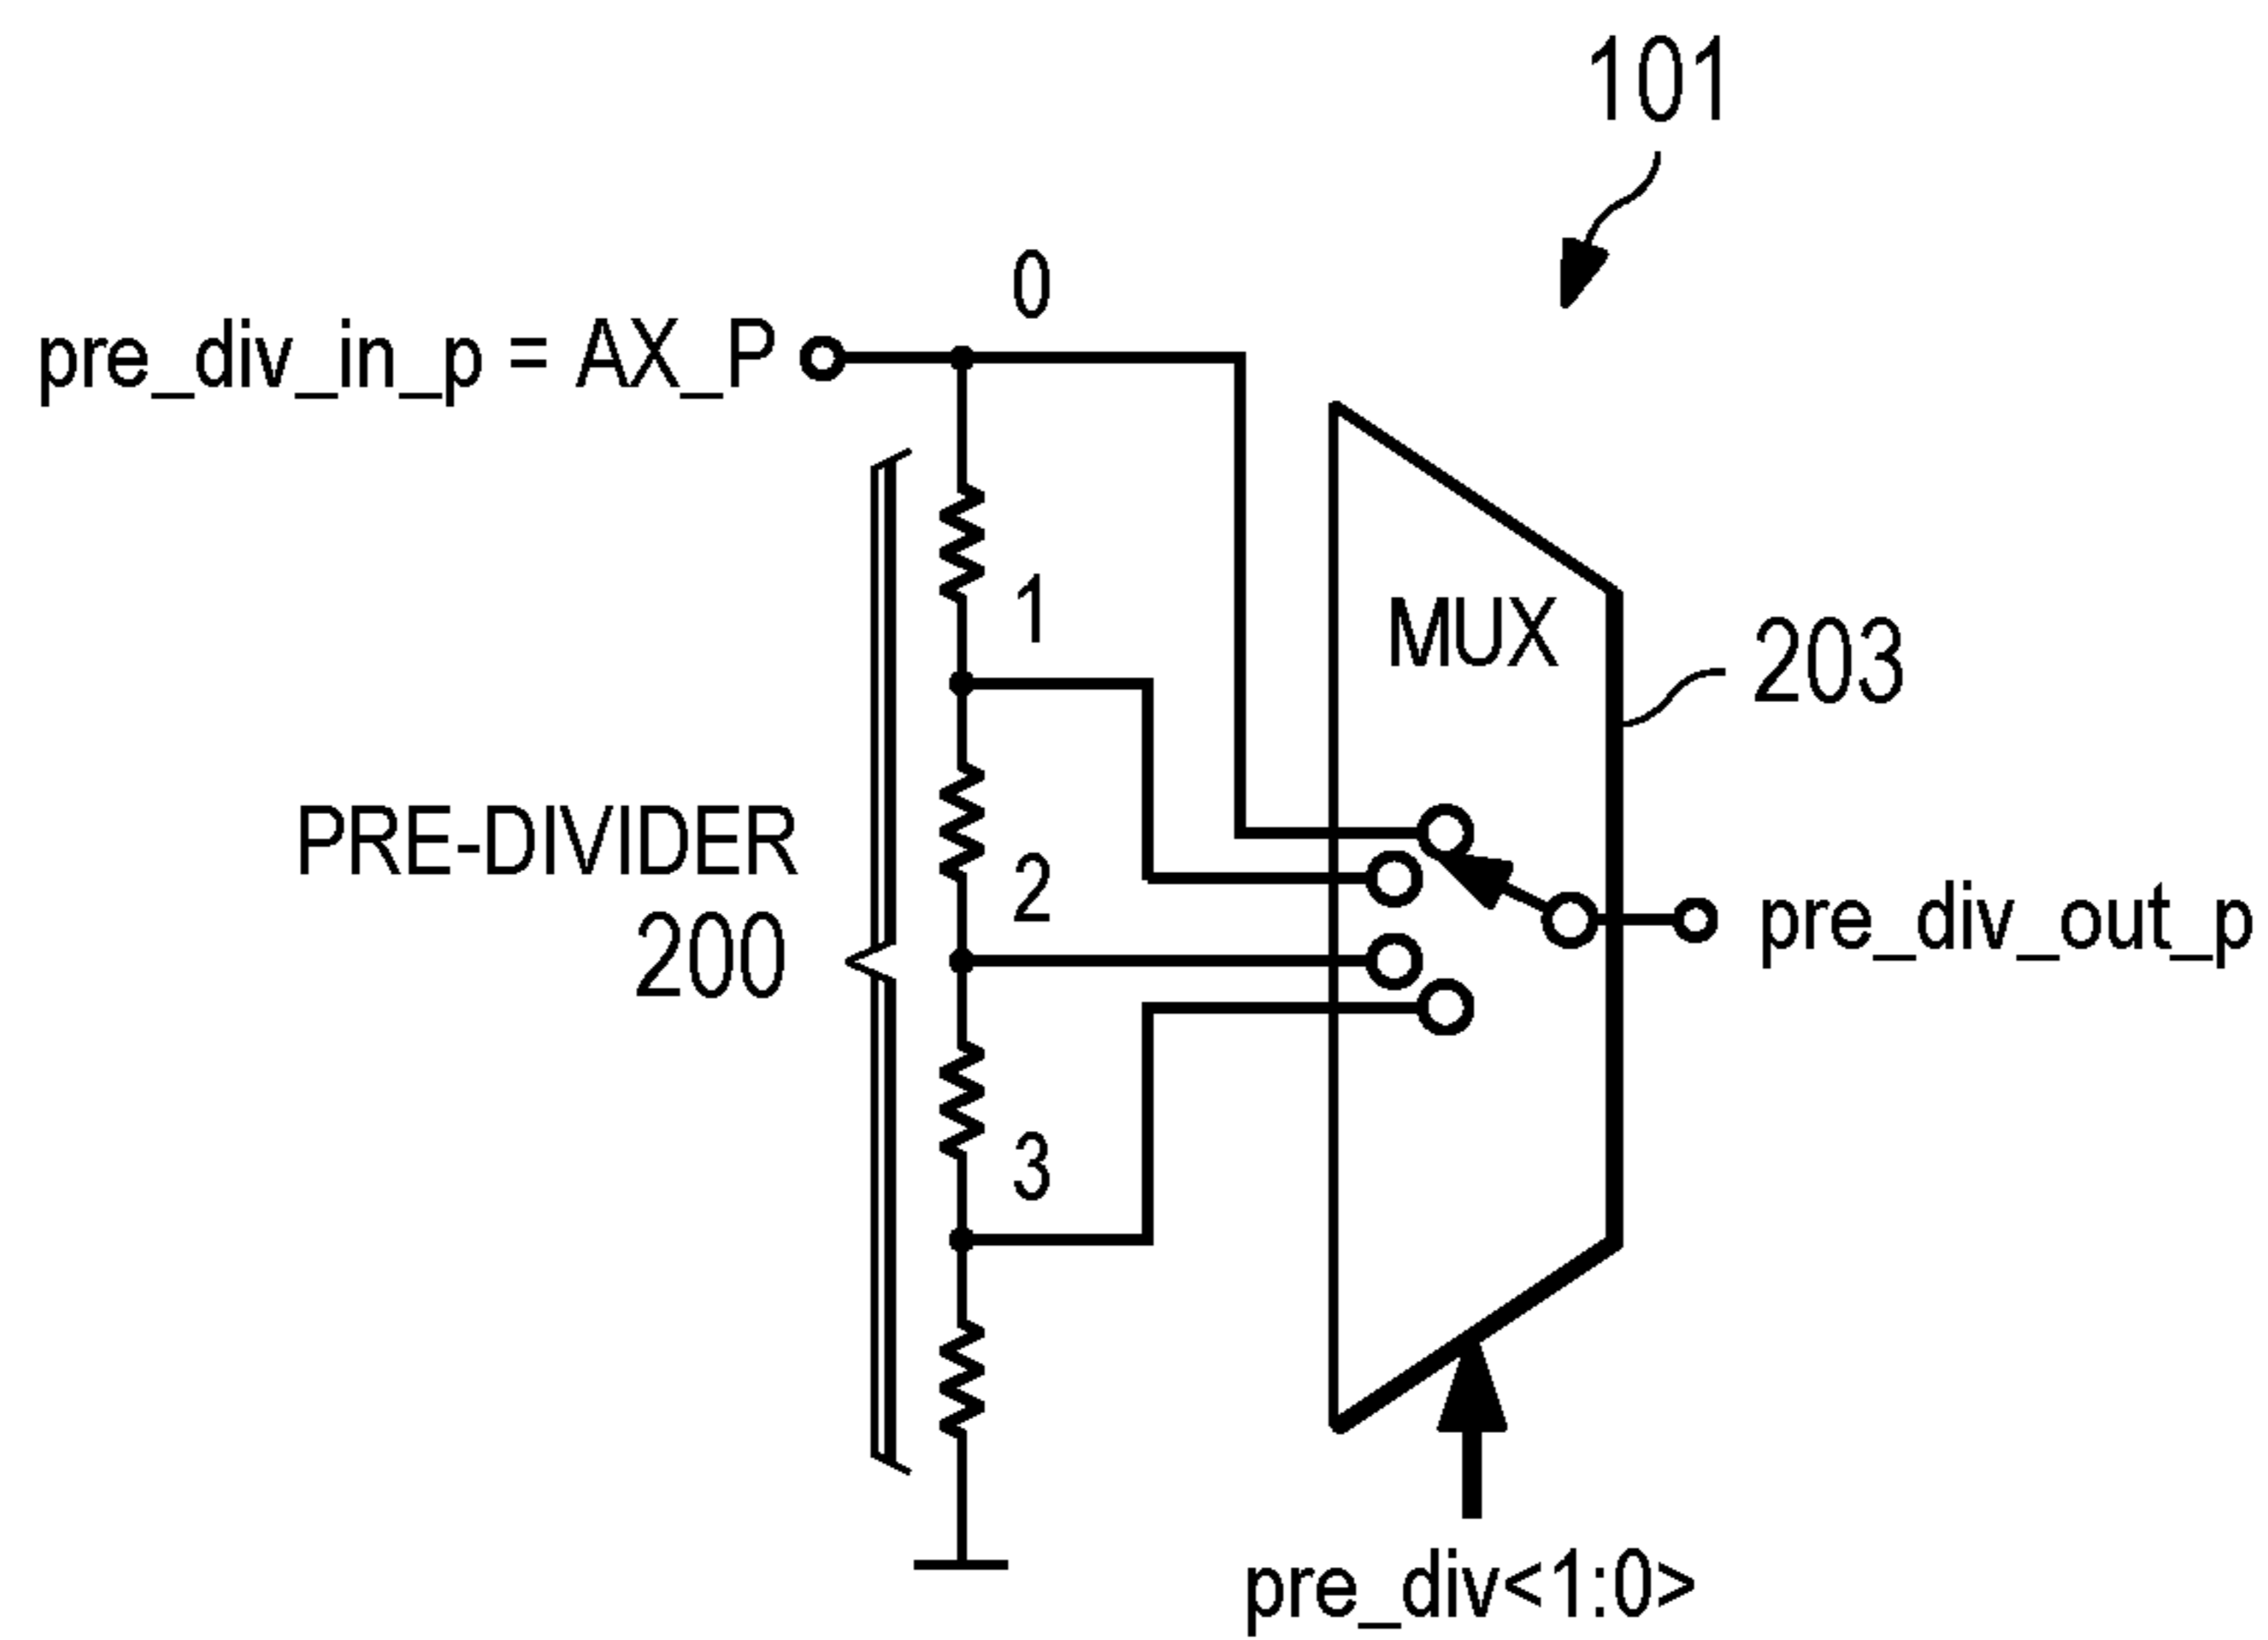 101
0
pre_div_in_p = AX_P
1
MUX
203
PRE-DIVIDER
200
2
pre_div_out_p
3
pre_div<1:0>